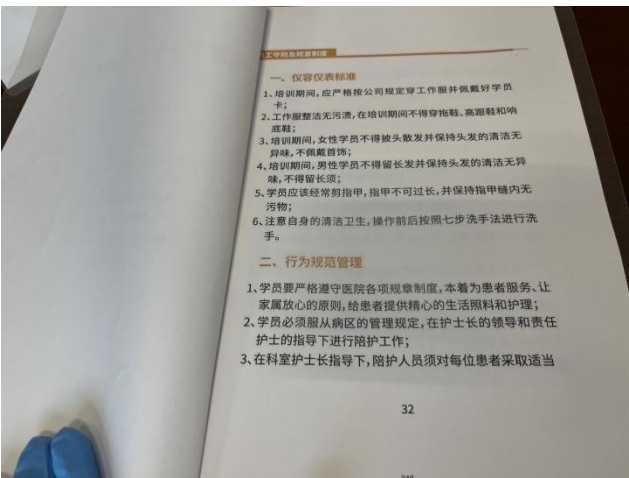 工守则及规章制度
一、仪容仪表标准
1、培训期间,应严格按公司规定穿工作服并佩戴好学员
卡;
2、工作服整洁无污渍,在培训期间不得穿拖鞋、高跟鞋和响
底鞋;
3、培训期间,女性学员不得披头散发并保持头发的清洁无
异味,不佩戴首饰;
4、培训期间,男性学员不得留长发并保持头发的清洁无异
味,不得留长须;
5、学员应该经常剪指甲,指甲不可过长,并保持指甲缝内无
污物;
6、注意自身的清洁卫生,操作前后按照七步洗手法进行洗
手。
二、行为规范管理
1、学员要严格遵守医院各项规章制度,本着为患者服务、让
家属放心的原则,给患者提供精心的生活照料和护理;
2、学员必须服从病区的管理规定,在护士长的领导和责任
护士的指导下进行陪护工作;
3、在科室护士长指导下,陪护人员须对每位患者采取适当
32